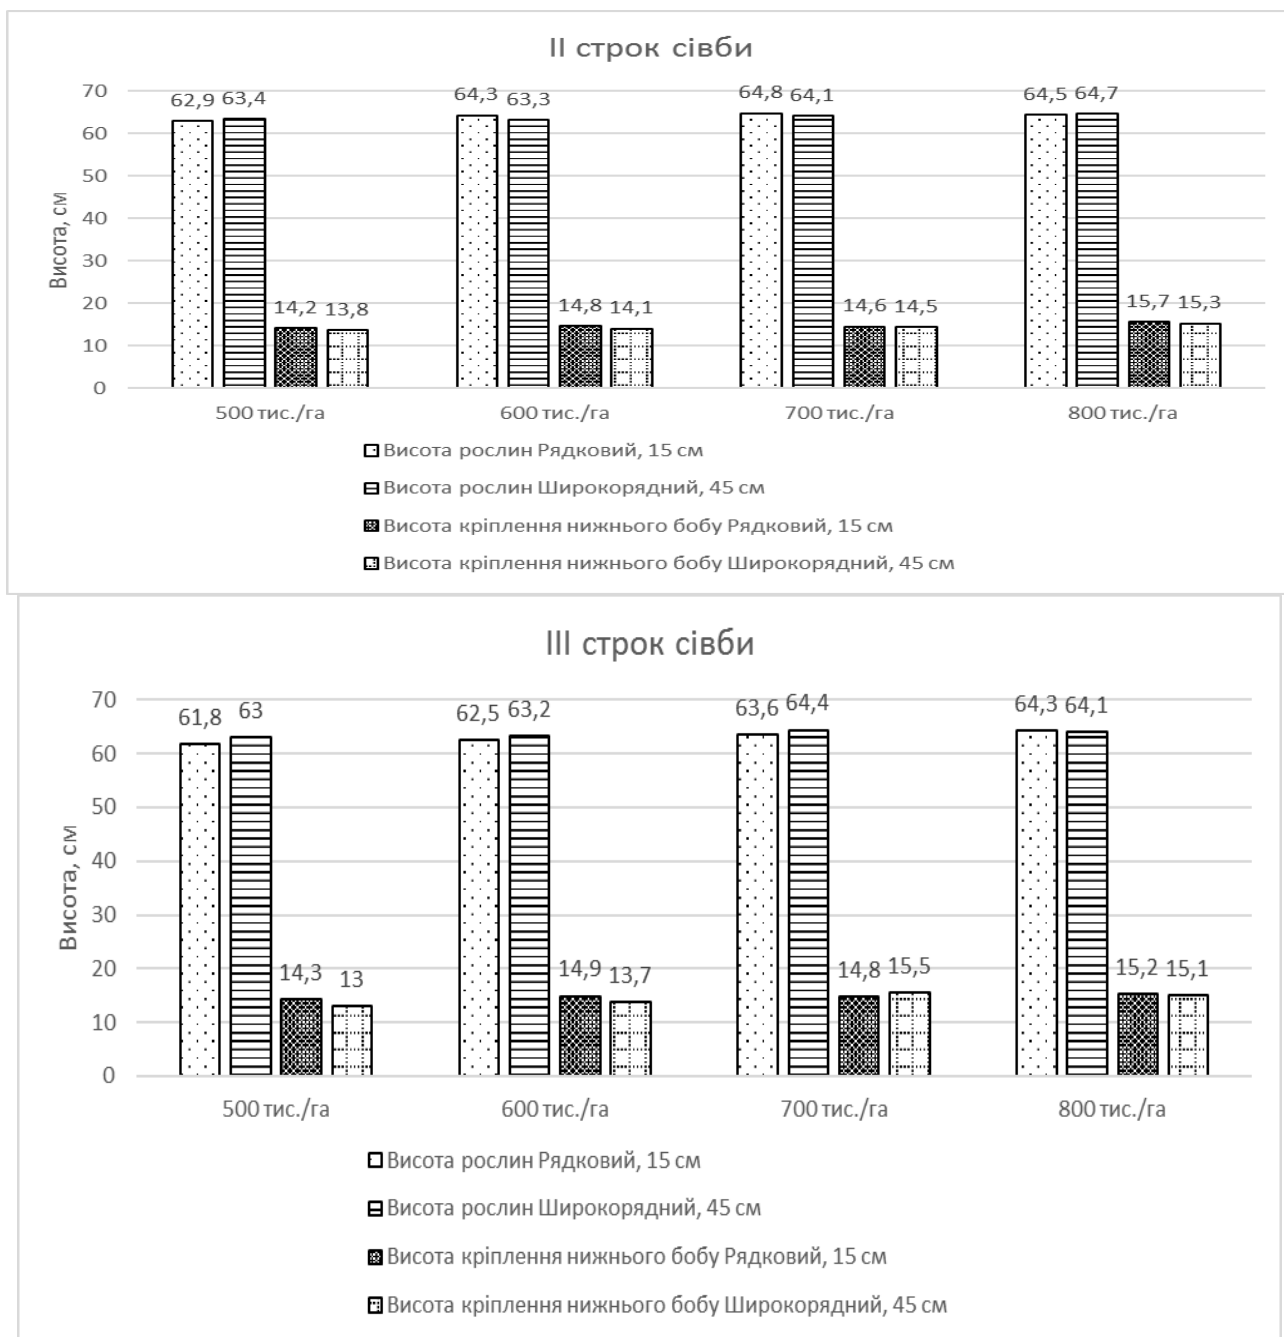 II строк сівби
Висота, см
70
60
50
40
30
20
10
0
62,9 63,4 14,2 13,8
64,3 63,3 14,8 14,1
64,8 64,1 14,6 14,5
64,5 64,7 15,7 15,3
500 тис./га 600 тис./га 700 тис./га 800 тис./га
Висота рослин Рядковий, 15 см
Висота рослин Широкорядний, 45 см
Висота кріплення нижнього бобу Рядковий, 15 см
Висота кріплення нижнього бобу Широкорядний, 45 см
III строк сівби
Висота, см
70
60
50
40
30
20
10
0
61,8 63 14,3 13
62,5 63,2 14,9 13,7
63,6 64,4 14,8 15,5
64,3 64,1 15,2 15,1
500 тис./га 600 тис./га 700 тис./га 800 тис./га
Висота рослин Рядковий, 15 см
Висота рослин Широкорядний, 45 см
Висота кріплення нижнього бобу Рядковий, 15 см
Висота кріплення нижнього бобу Широкорядний, 45 см